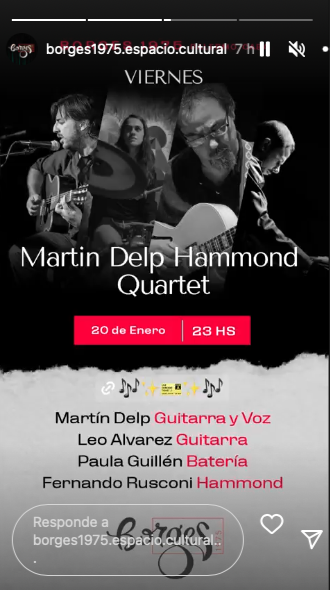 borges1975.espacio.cultural 7 h
VIERNES
Martin Delp Hammond
Quartet
20 de Enero 23 HS
Martín Delp Guitarra y Voz
Leo Alvarez Guitarra
Paula Guillén Batería
Fernando Rusconi Hammond
Responde a
borges1975.espacio.cultural..
.
Borges